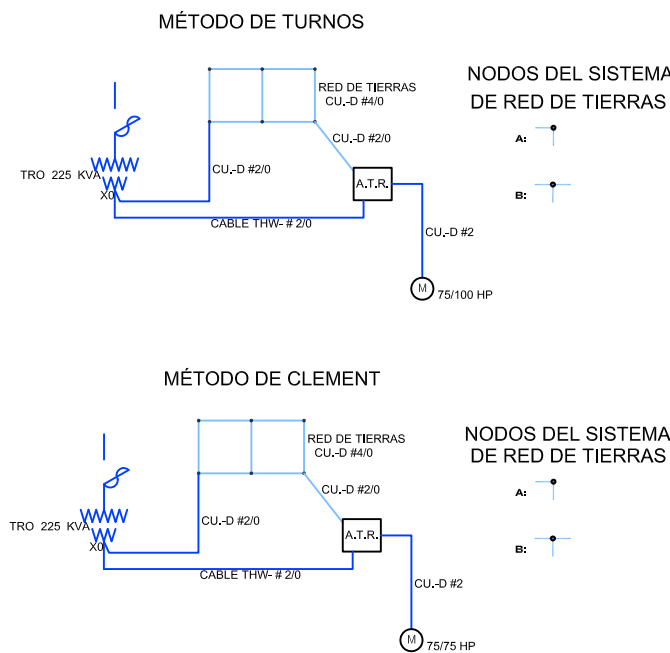 MÉTODO DE TURNOS
NODOS DEL SISTEMA
DE RED DE TIERRAS
RED DE TIERRAS
CU.-D #4/0
CU.-D #2/0
A:
TRO 225 KVA
CU.-D #2/0
A.T.R.
X0
B:
CABLE THW- # 2/0
CU.-D #2
M
75/100 HP
MÉTODO DE CLEMENT
NODOS DEL SISTEMA
DE RED DE TIERRAS
RED DE TIERRAS
CU.-D #4/0
CU.-D #2/0
A:
TRO 225 KVA
CU.-D #2/0
A.T.R.
X0
B:
CABLE THW- # 2/0
CU.-D #2
M
75/75 HP